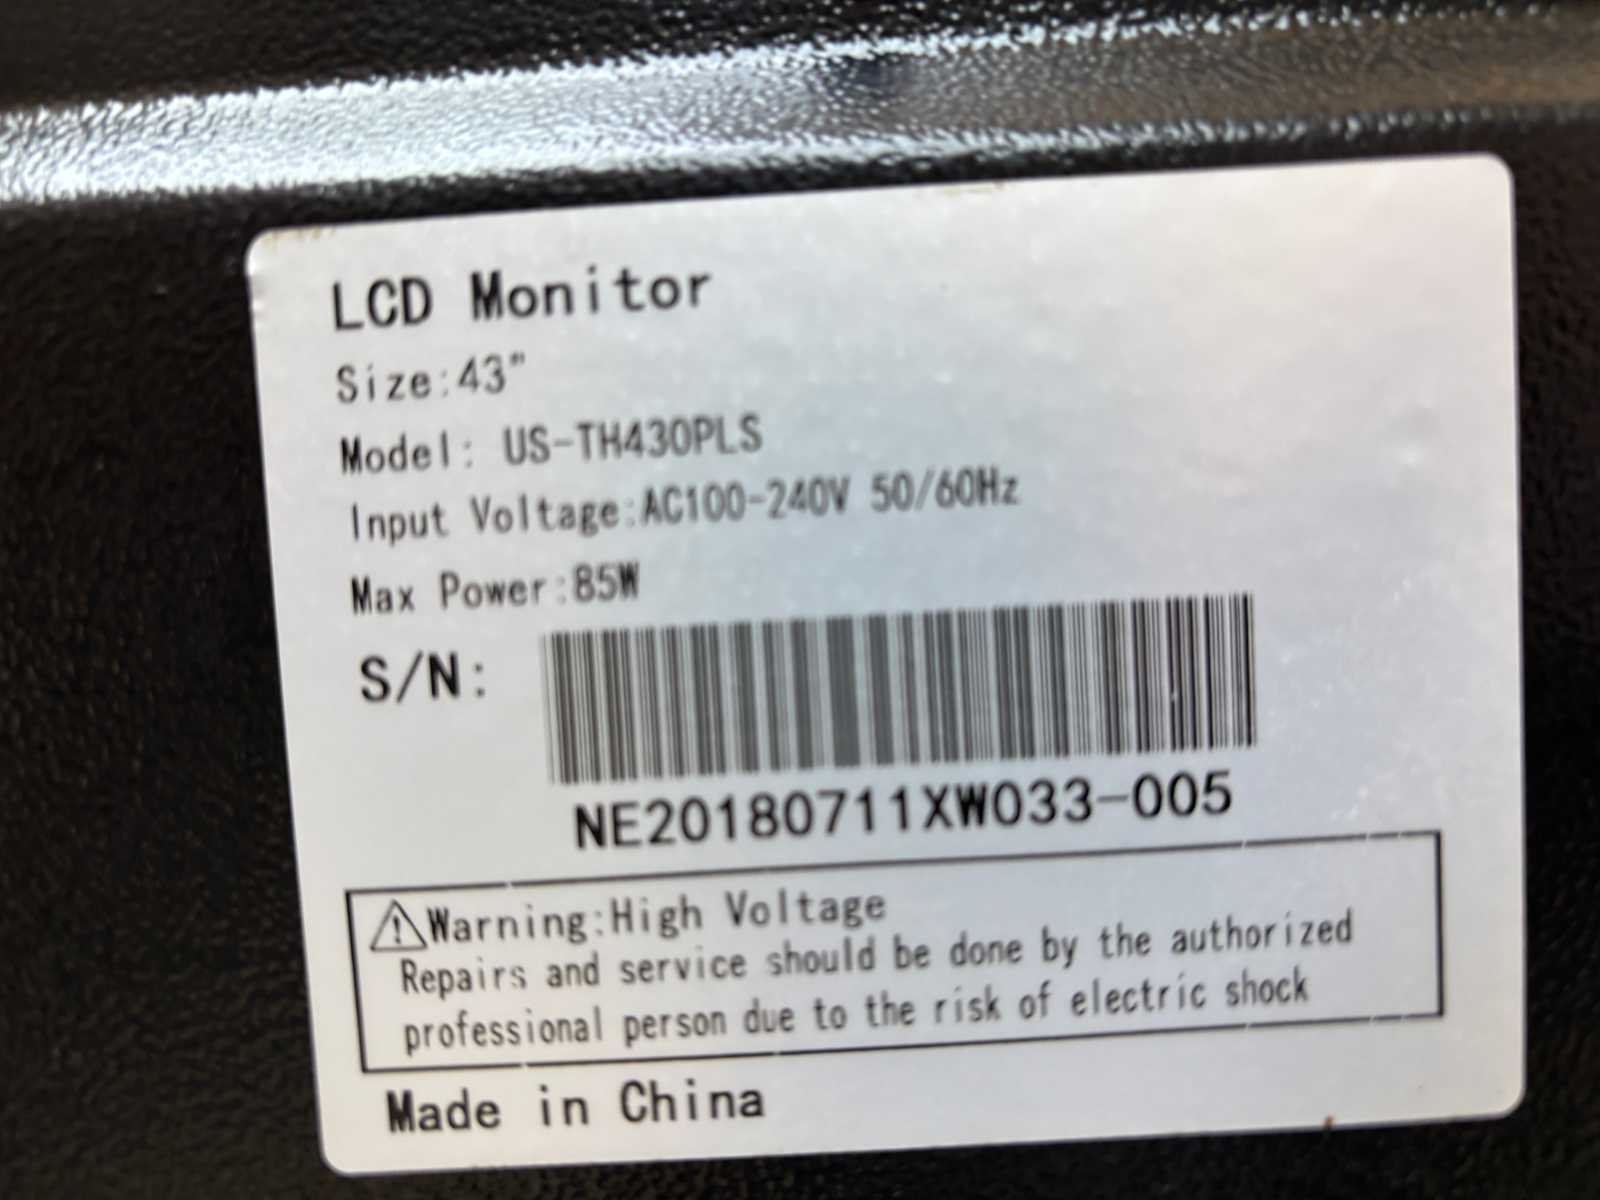 LCD Monitor
Size:43"
Model: US-TH430PLS
Input Voltage:AC100-240V 50/60Hz
Max Power:85W
S/N:
NE20180711XW033-005
Warning:High Voltage
Repairs and service should be done by the authorized
professional person due to the risk of electric shock
Made in China